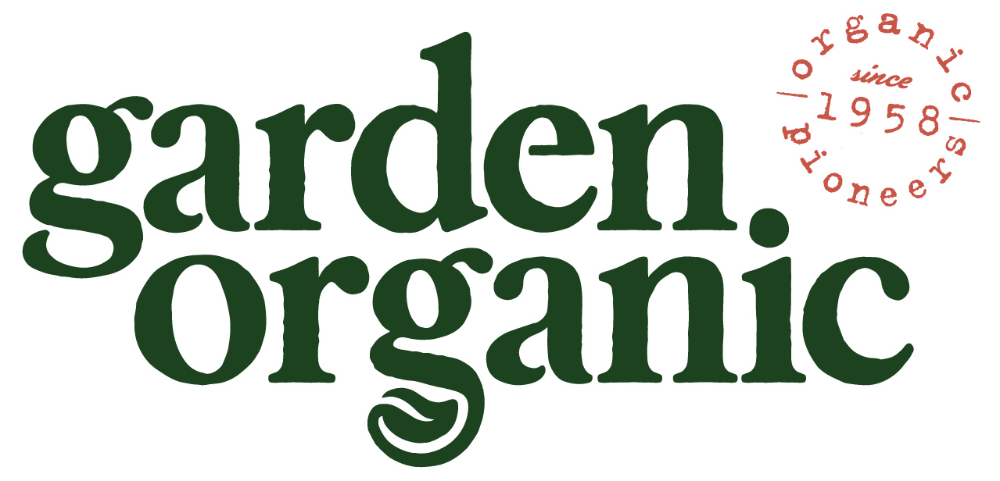 garden
organic
organic
since
1958
pioneers